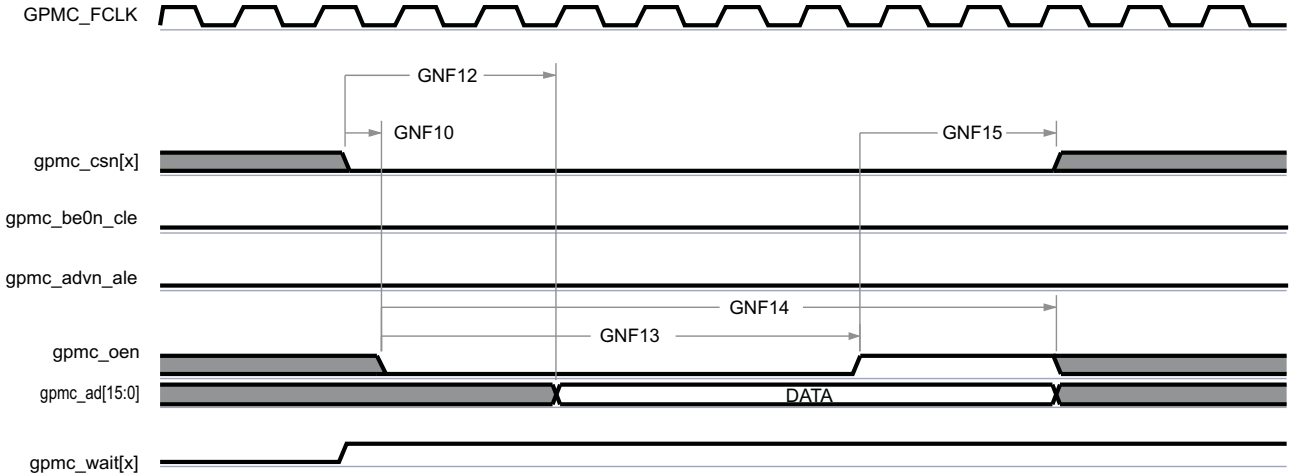 GPMC_FCLK
GNF12
GNF10
GNF15
gpmc_csn[x]
gpmc_be0n_cle
gpmc_advn_ale
GNF14
GNF13
gpmc_oen
gpmc_ad[15:0]
DATA
gpmc_wait[x]